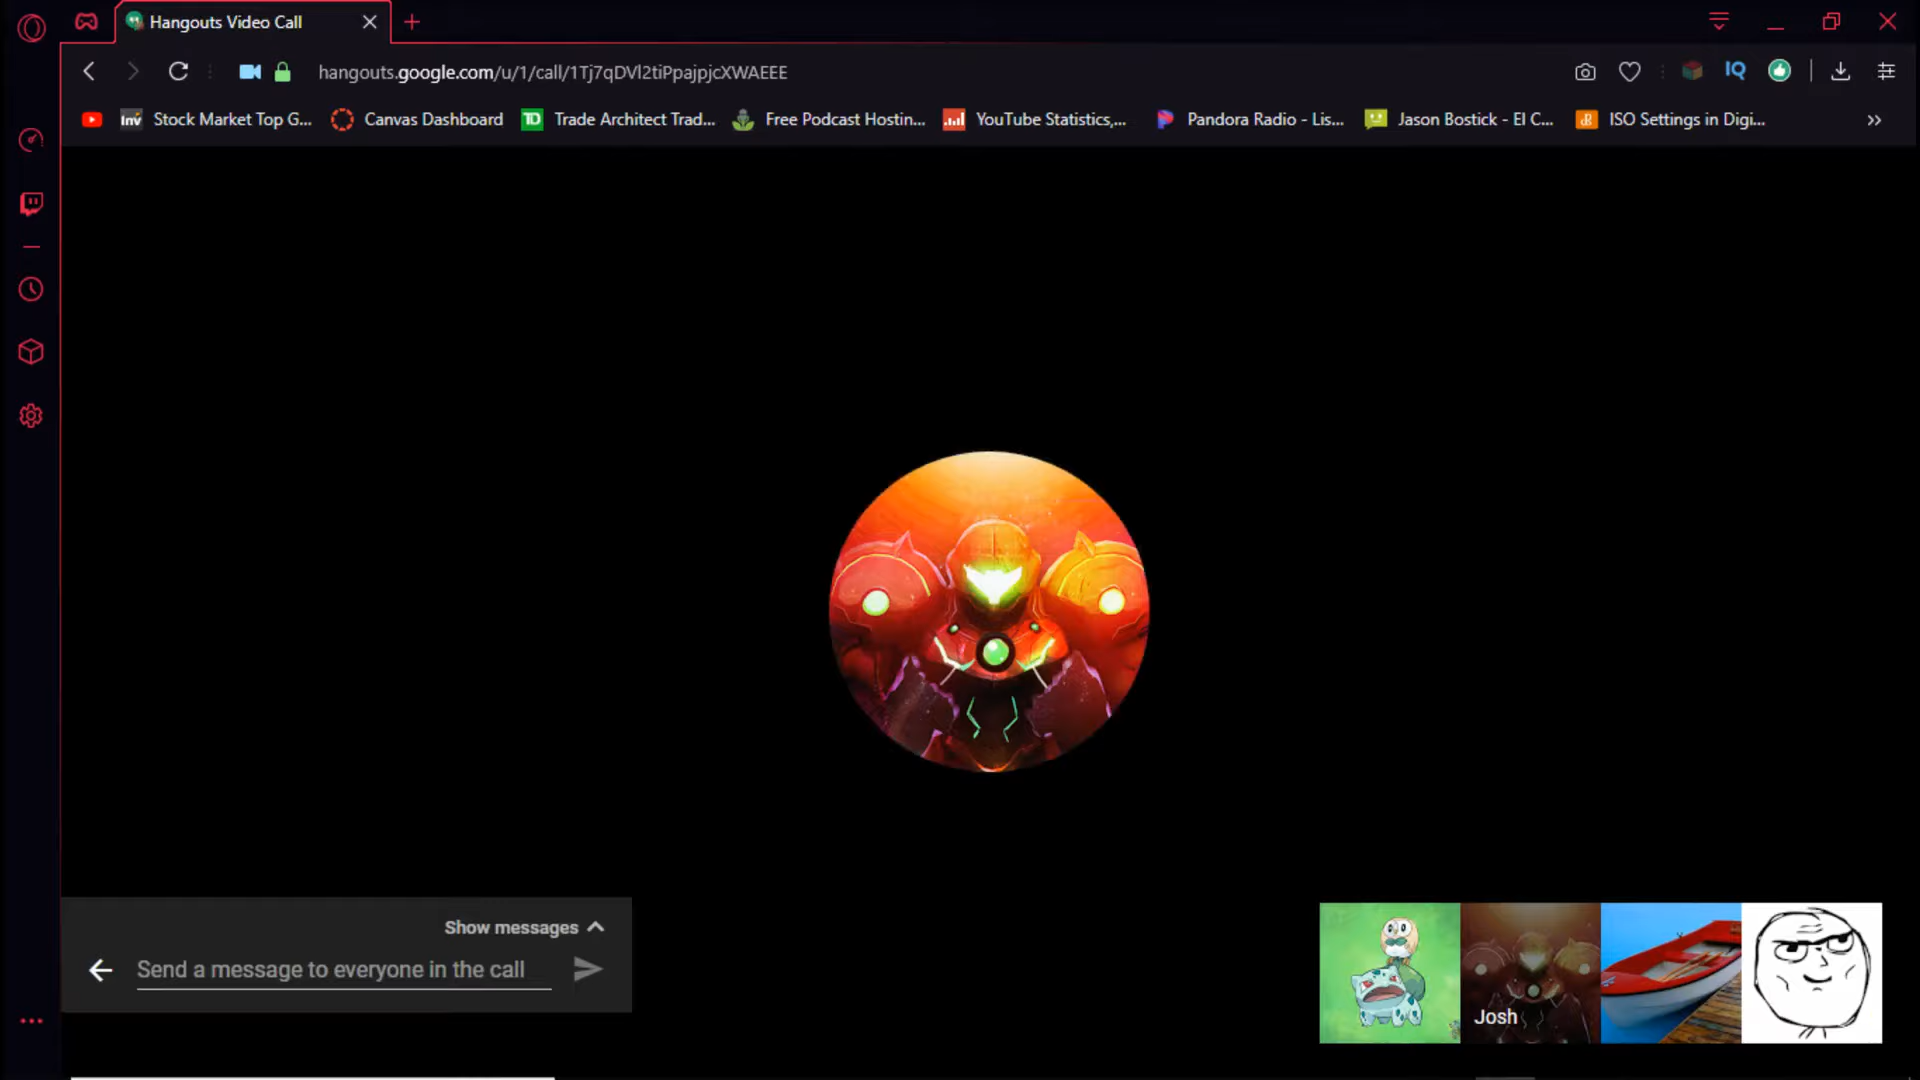 Hangouts Video Call
hangouts.google.com/u/1/call/1Tj7qDVl2tiPpajpjcXWAEEE
IQ
Inv Stock Market Top G...
Canvas Dashboard
TD Trade Architect Trad...
Free Podcast Hostin...
YouTube Statistics,...
Pandora Radio - Lis...
Jason Bostick - El C...
ISO Settings in Digi...
Show messages
Send a message to everyone in the call
Josh